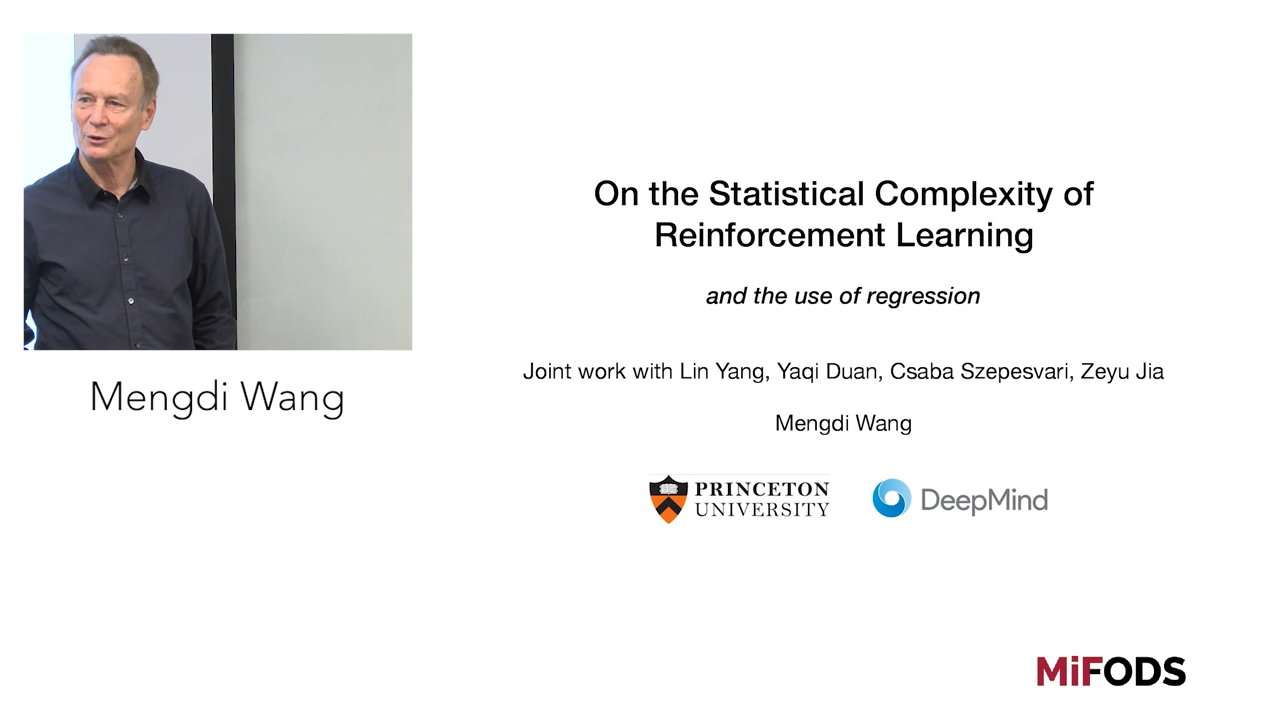 Mengdi Wang
On the Statistical Complexity of
Reinforcement Learning
and the use of regression
Joint work with Lin Yang, Yaqi Duan, Csaba Szepesvari, Zeyu Jia
Mengdi Wang
PRINCETON
UNIVERSITY
DeepMind
MiFODS